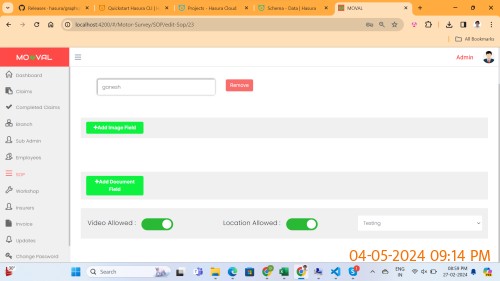 Release · hasura/graph
Quickstart Hasura CLI | H
Projects - Hasura Cloud
Schema - Data | Hasura
MOVAL
localhost:4200/#/Motor-Survey/SOP/edit-Sop/23
All Bookmarks
MOVAL
Admin
Dashboard
Claims
Completed Claims
Branch
Sub Admin
Employees
SOP
Workshop
Insurers
Invoice
Updates
Change Password
ganesh
Remove
+Add Image Field
+Add Document
Field
Video Allowed :
Location Allowed :
Testing
04-05-2024 09:14 PM
Search
ENG
IN
08:59 PM
27-02-2024